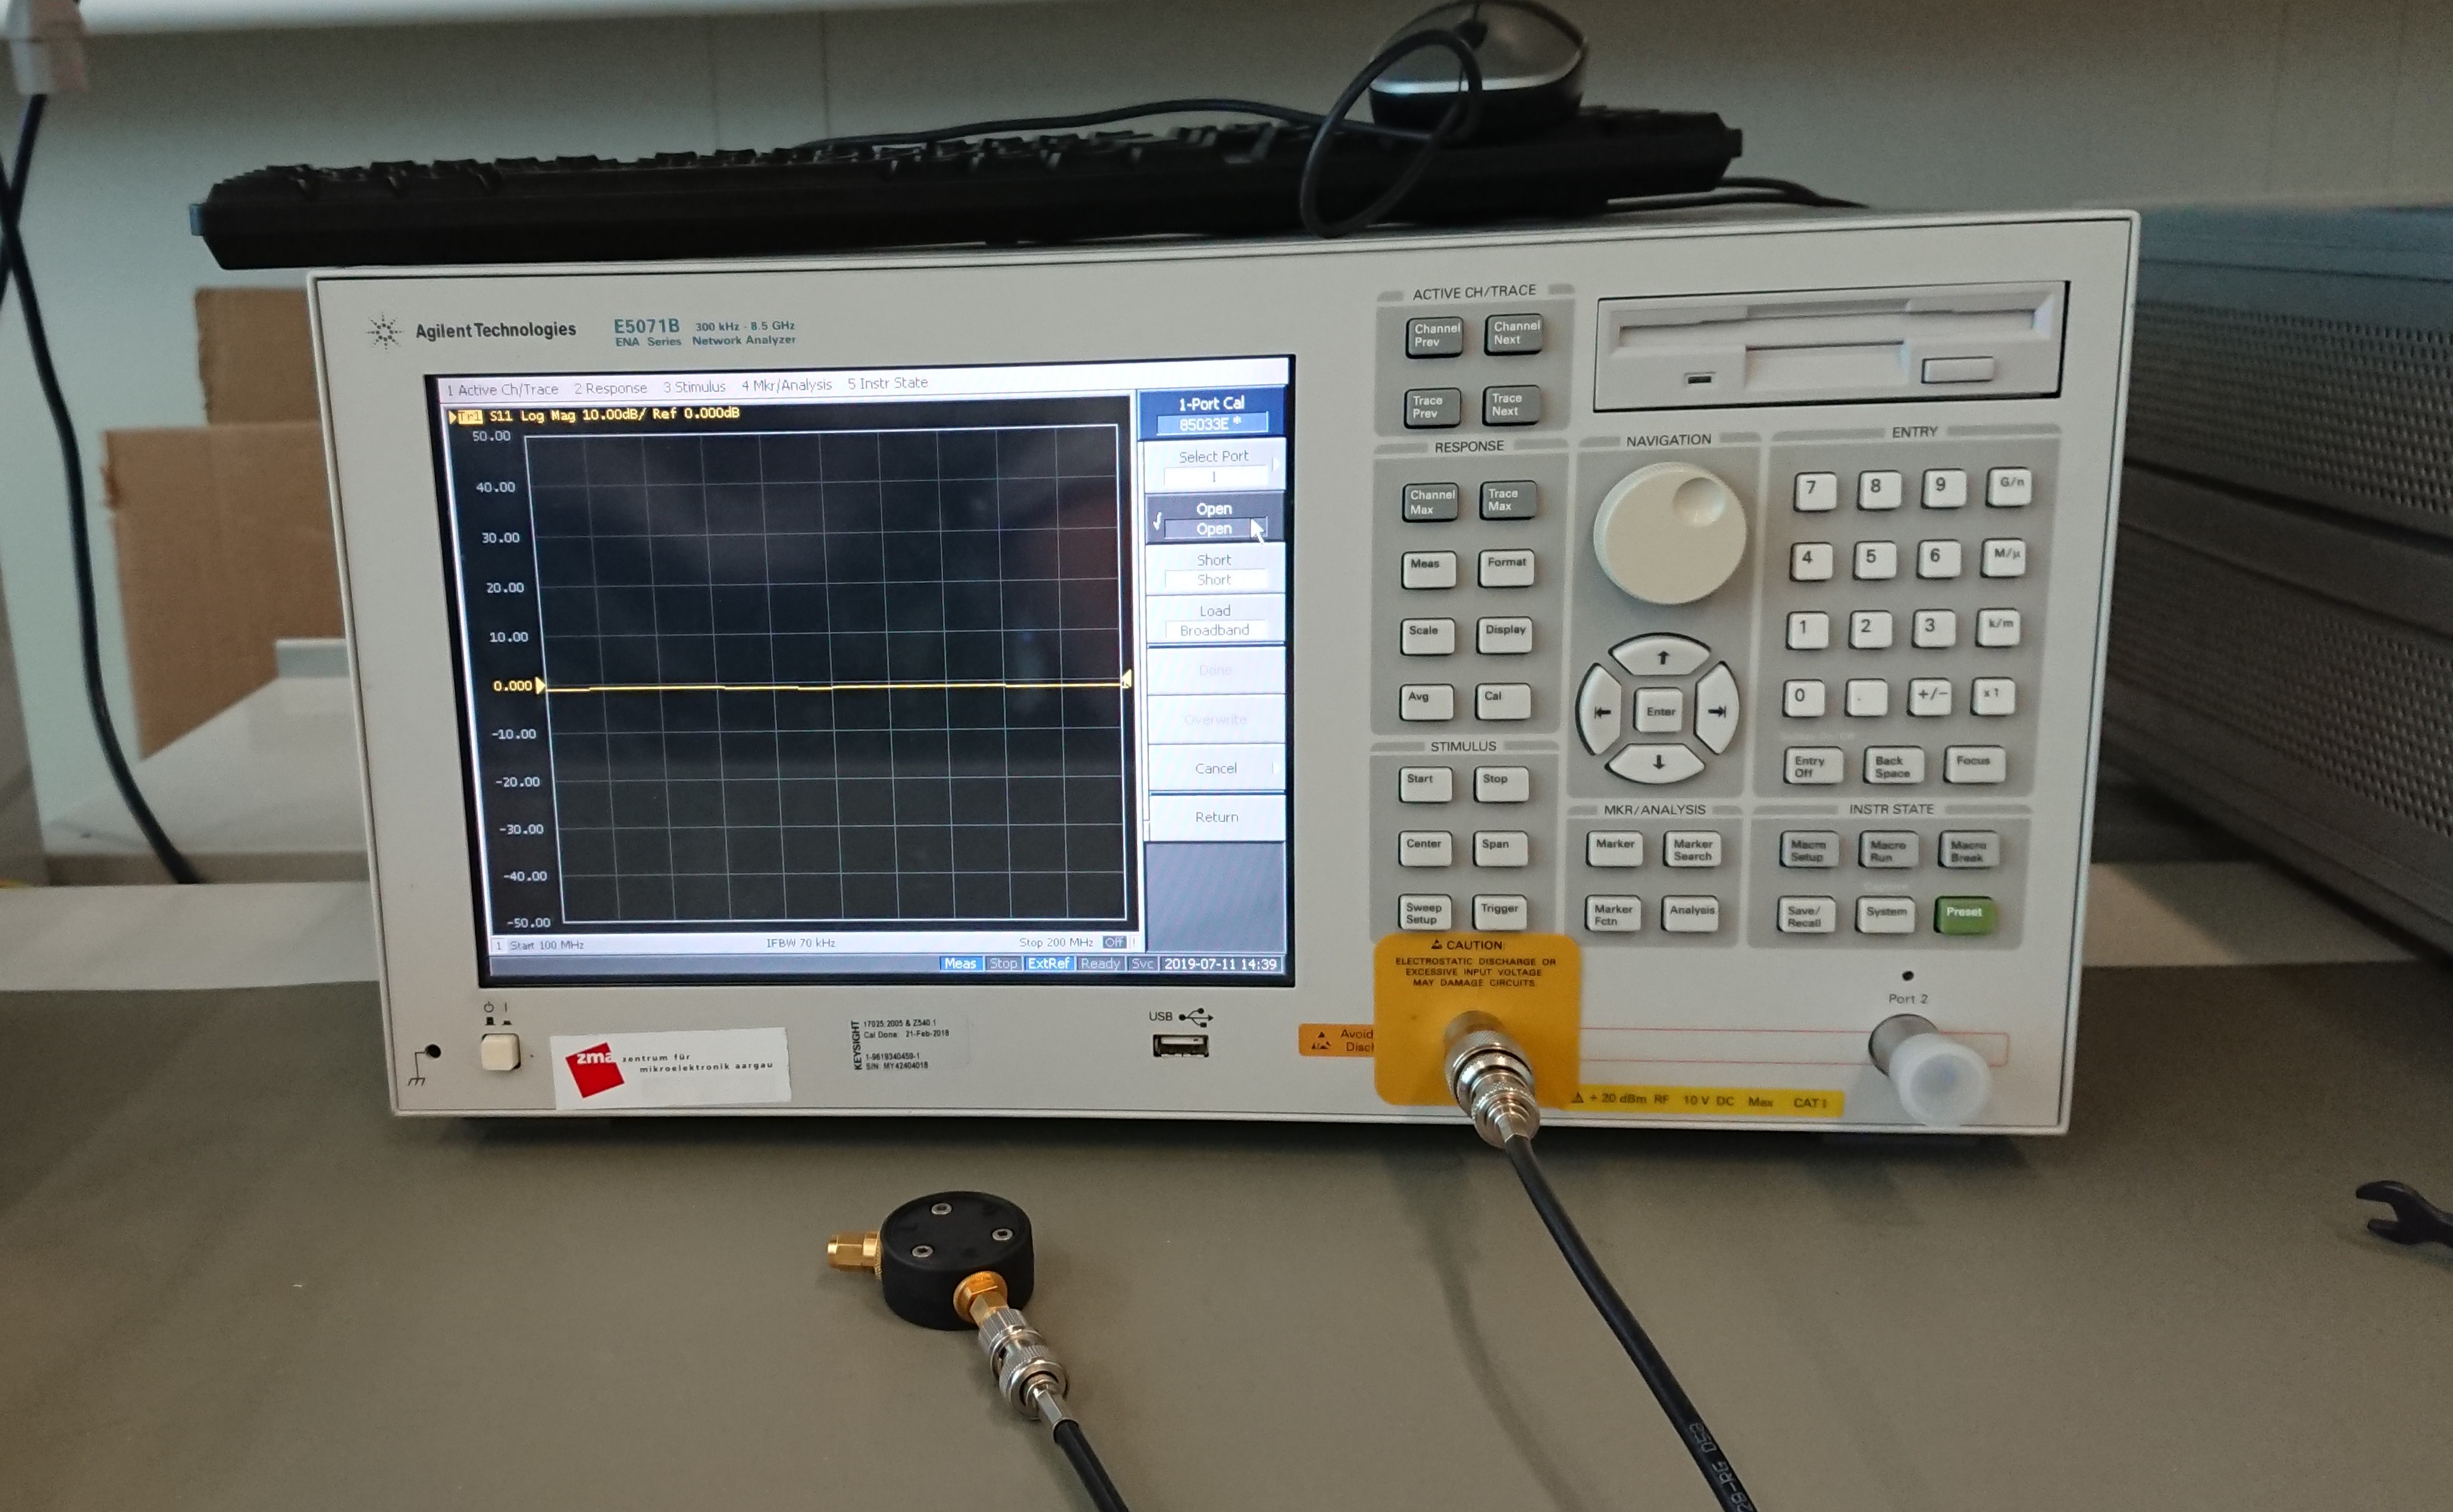 Agilent Technologies
E5071B 300 kHz - 8.5 GHz
ENA Series Network Analyzer
1 Active Ch/Trace 2 Response 3 Stimulus 4 Mkr/Analysis 5 Instr State
Tr1 S11 Log Mag 10.00dB/ Ref 0.000dB
50.00
40.00
30.00
20.00
10.00
0.000
-10.00
-20.00
-30.00
-40.00
-50.00
1 Start 100 MHz IFBW 70 kHz Stop 200 MHz Off !
Meas Stop ExtRef Ready Svc 2019-07-11 14:39
1-Port Cal
85033E *
Select Port
1
Open
Open
Short
Short
Load
Broadband
Done
Overwrite
Cancel
Return
ACTIVE CH/TRACE
Channel Prev
Channel Next
Trace Prev
Trace Next
RESPONSE
Channel Max
Trace Max
Meas
Format
Scale
Display
Avg
Cal
STIMULUS
Start
Stop
Center
Span
Sweep Setup
Trigger
NAVIGATION
Enter
ENTRY
7 8 9 G/n
4 5 6 M/µ
1 2 3 k/m
0 . +/- x1
Entry Off
Back Space
Focus
MKR/ANALYSIS
Marker
Marker Search
Marker Fctn
Analysis
INSTR STATE
Macro Setup
Macro Run
Macro Break
Save/ Recall
System
Preset
CAUTION:
ELECTROSTATIC DISCHARGE OR
EXCESSIVE INPUT VOLTAGE
MAY DAMAGE CIRCUITS.
Port 2
Avoid
+ 20 dBm RF 10 V DC Max CAT I
USB
KEYSIGHT
17025:2005 & Z540.1
Cal Done: 21-Feb-2018
1-9619340459-1
S/N: MY42404018
zma zentrum für
mikroelektronik aargau